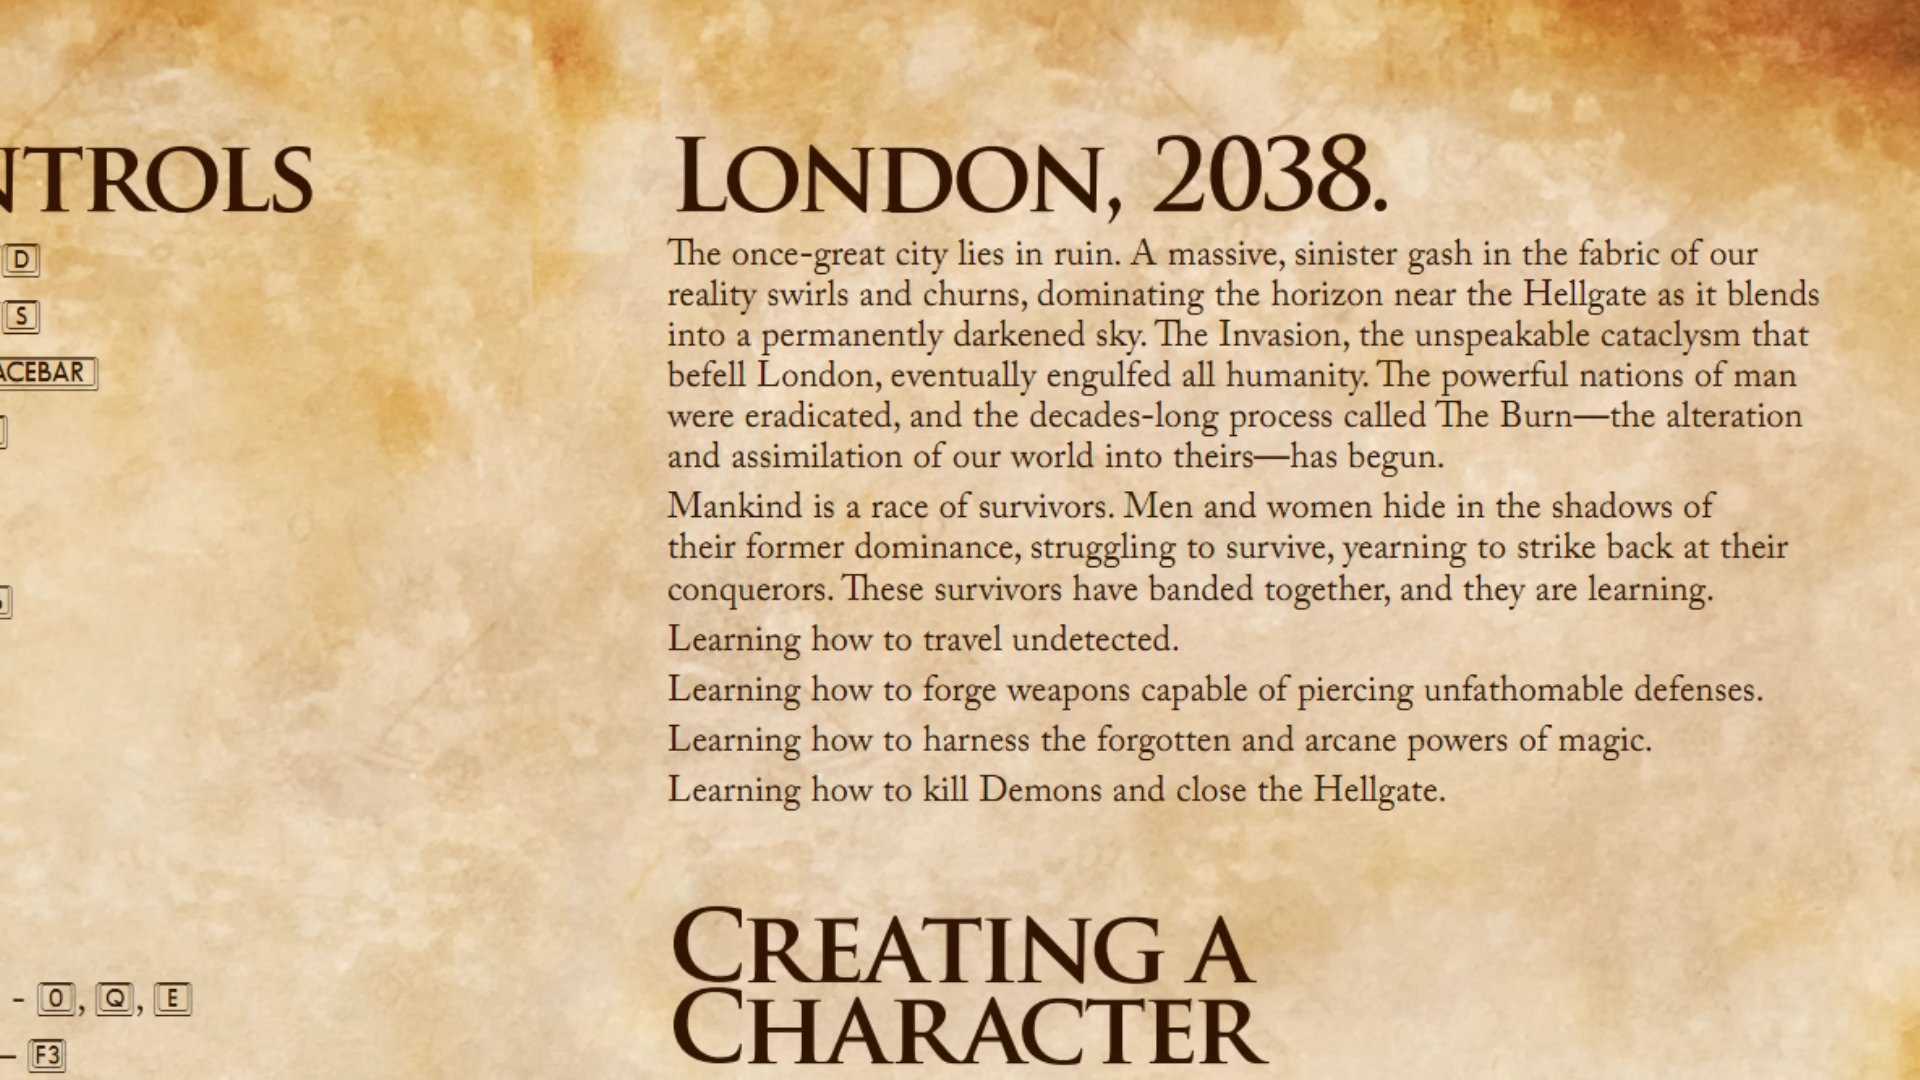 NTROLS
D
S
ACEBAR
- O, Q, E
– F3
LONDON, 2038.
The once-great city lies in ruin. A massive, sinister gash in the fabric of our
reality swirls and churns, dominating the horizon near the Hellgate as it blends
into a permanently darkened sky. The Invasion, the unspeakable cataclysm that
befell London, eventually engulfed all humanity. The powerful nations of man
were eradicated, and the decades-long process called The Burn—the alteration
and assimilation of our world into theirs—has begun.
Mankind is a race of survivors. Men and women hide in the shadows of
their former dominance, struggling to survive, yearning to strike back at their
conquerors. These survivors have banded together, and they are learning.
Learning how to travel undetected.
Learning how to forge weapons capable of piercing unfathomable defenses.
Learning how to harness the forgotten and arcane powers of magic.
Learning how to kill Demons and close the Hellgate.
CREATING A
CHARACTER